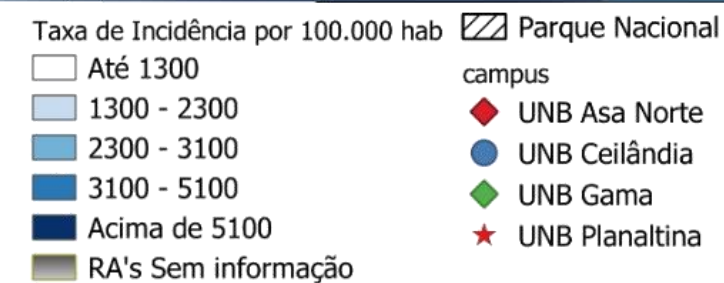 Taxa de Incidência por 100.000 hab
Até 1300
1300 - 2300
2300 - 3100
3100 - 5100
Acima de 5100
RA's Sem informação
Parque Nacional
campus
UNB Asa Norte
UNB Ceilândia
UNB Gama
UNB Planaltina